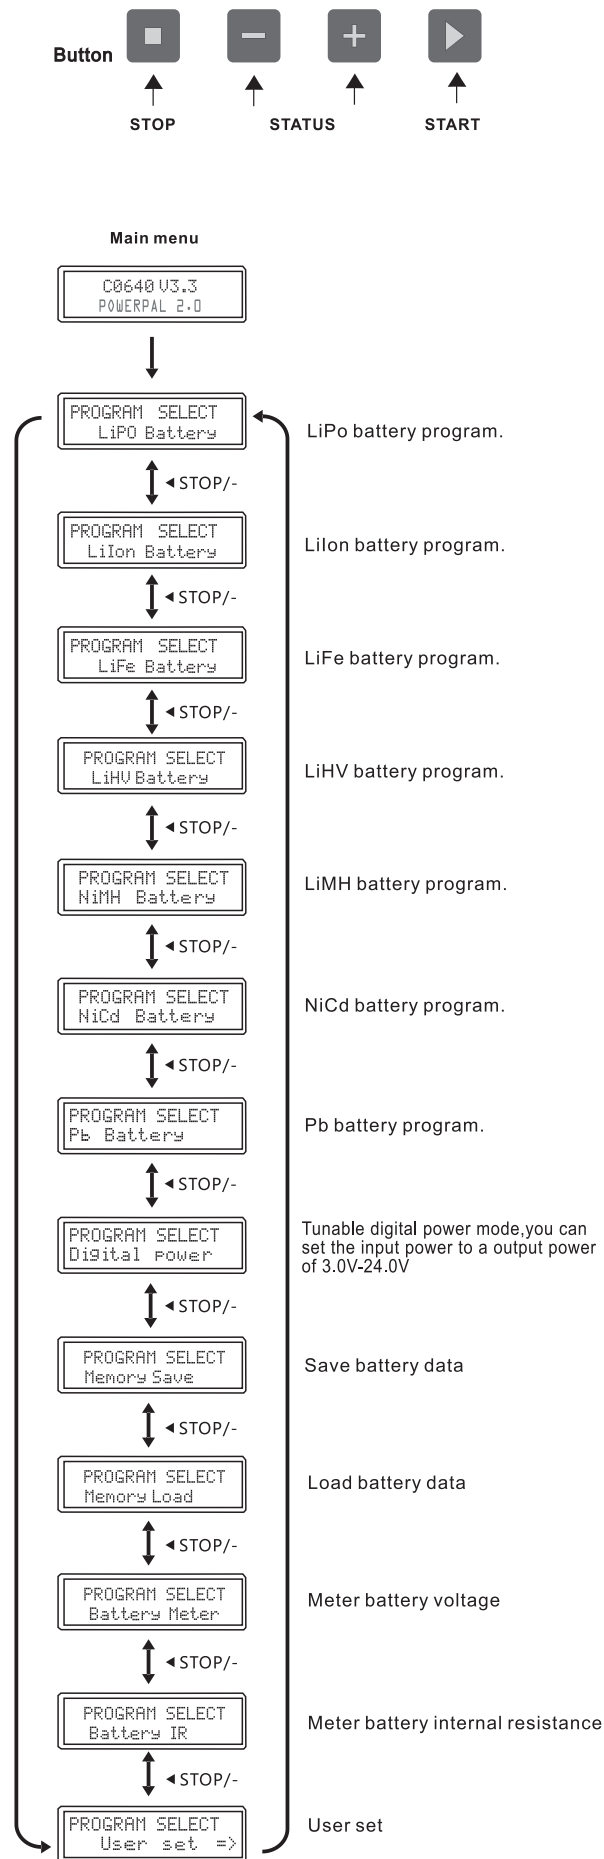 Button
STOP STATUS START
Main menu
C0640 V3.3
POWERPAL 2.0
PROGRAM SELECT
LiPO Battery
LiPo battery program.
◄ STOP/-
PROGRAM SELECT
LiIon Battery
LiIon battery program.
◄ STOP/-
PROGRAM SELECT
LiFe Battery
LiFe battery program.
◄ STOP/-
PROGRAM SELECT
LiHV Battery
LiHV battery program.
◄ STOP/-
PROGRAM SELECT
NiMH Battery
LiMH battery program.
◄ STOP/-
PROGRAM SELECT
NiCd Battery
NiCd battery program.
◄ STOP/-
PROGRAM SELECT
Pb Battery
Pb battery program.
◄ STOP/-
PROGRAM SELECT
Digital power
Tunable digital power mode,you can
set the input power to a output power
of 3.0V-24.0V
◄ STOP/-
PROGRAM SELECT
Memory Save
Save battery data
◄ STOP/-
PROGRAM SELECT
Memory Load
Load battery data
◄ STOP/-
PROGRAM SELECT
Battery Meter
Meter battery voltage
◄ STOP/-
PROGRAM SELECT
Battery IR
Meter battery internal resistance
◄ STOP/-
PROGRAM SELECT
User set =>
User set